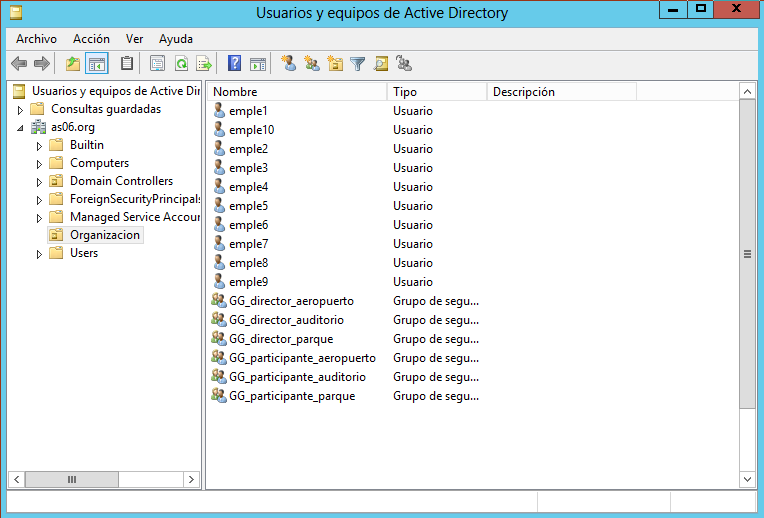 Usuarios y equipos de Active Directory
Archivo Acción Ver Ayuda
Usuarios y equipos de Active Dir
Consultas guardadas
as06.org
Builtin
Computers
Domain Controllers
ForeignSecurityPrincipals
Managed Service Accour
Organizacion
Users
Nombre Tipo Descripción
emple1 Usuario
emple10 Usuario
emple2 Usuario
emple3 Usuario
emple4 Usuario
emple5 Usuario
emple6 Usuario
emple7 Usuario
emple8 Usuario
emple9 Usuario
GG_director_aeropuerto Grupo de segu...
GG_director_auditorio Grupo de segu...
GG_director_parque Grupo de segu...
GG_participante_aeropuerto Grupo de segu...
GG_participante_auditorio Grupo de segu...
GG_participante_parque Grupo de segu...